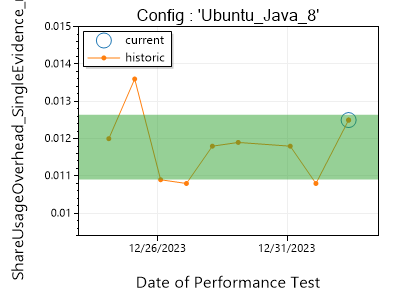 Config : 'Ubuntu_Java_8'
current
historic
0.015
0.014
0.013
0.012
0.011
0.01
12/26/2023
12/31/2023
Date of Performance Test
ShareUsageOverhead_SingleEvidence_